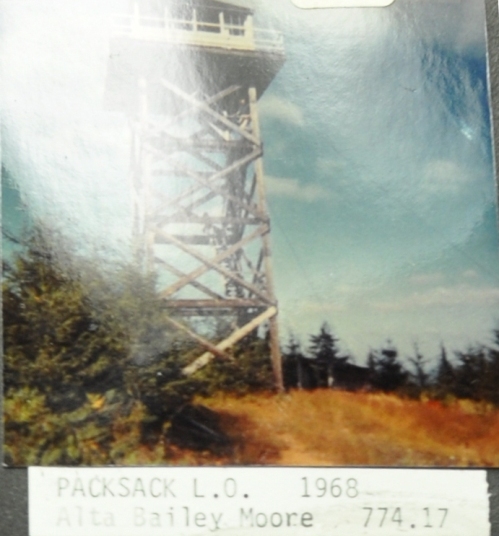 PACKSACK L.O. 1968
Alta Bailey Moore 774.17